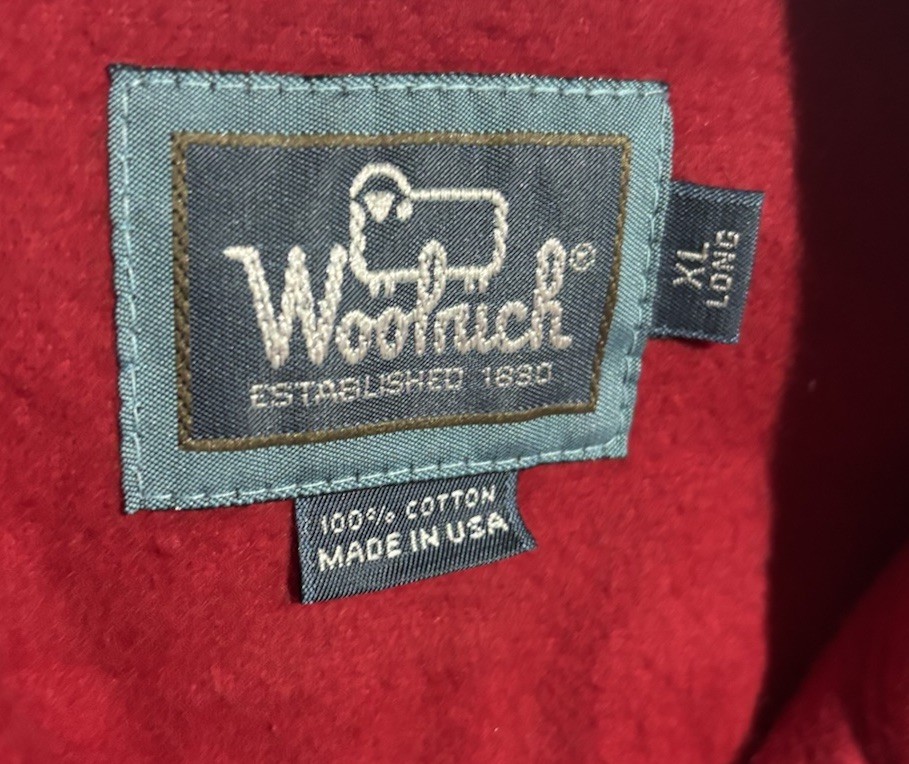 Woolrich®
ESTABLISHED 1830
XL
LONG
100% COTTON
MADE IN USA